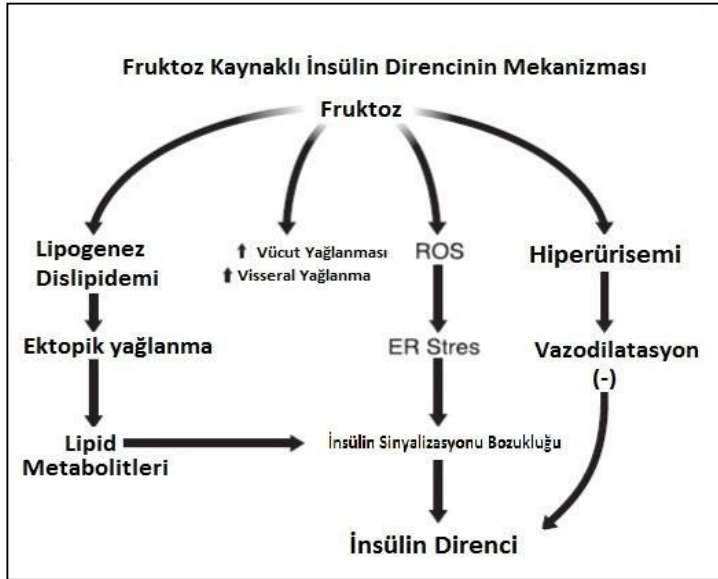 Fruktoz Kaynaklı İnsülin Direncinin Mekanizması
Fruktoz
Lipogenez
Dislipidemi
⬆ Vücut Yağlanması
⬆ Visseral Yağlanma
ROS
Hiperürisemi
Ektopik yağlanma
ER Stres
Vazodilatasyon
(-)
Lipid
Metabolitleri
İnsülin Sinyalizasyonu Bozukluğu
İnsülin Direnci